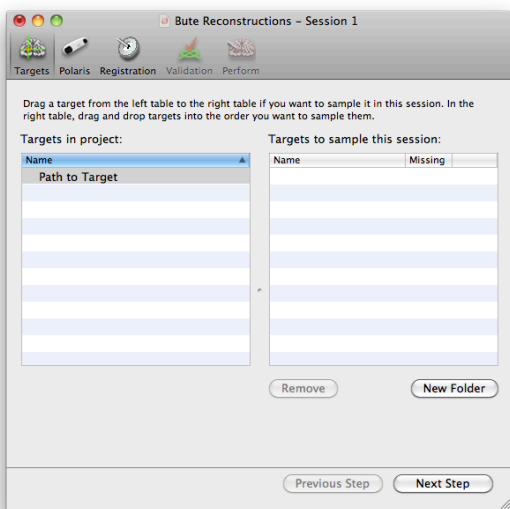 Bute Reconstructions – Session 1
Targets Polaris Registration Validation Perform
Drag a target from the left table to the right table if you want to sample it in this session. In the
right table, drag and drop targets into the order you want to sample them.
Targets in project: Targets to sample this session:
Name Name Missing
Path to Target
Remove New Folder
Previous Step Next Step